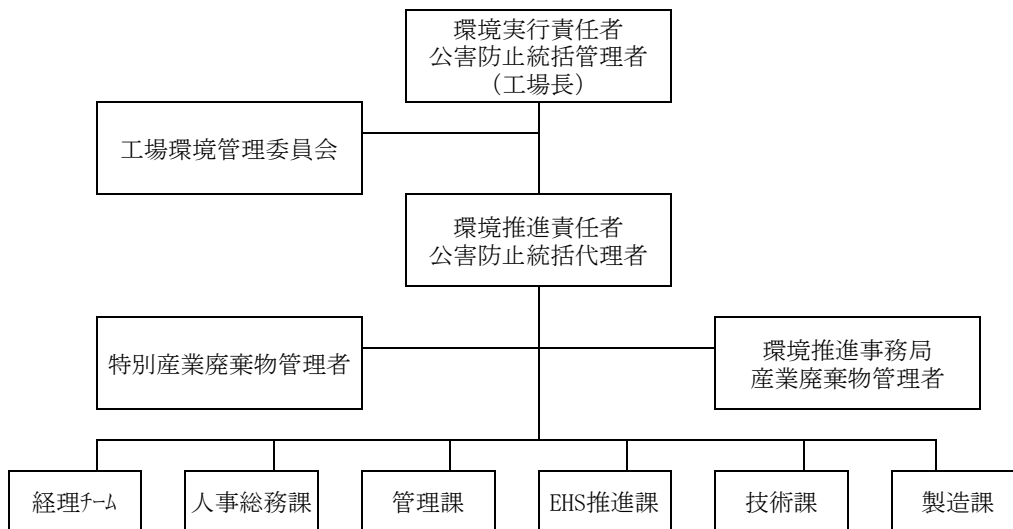 環境実行責任者
公害防止統括管理者
(工場長)
工場環境管理委員会
環境推進責任者
公害防止統括代理者
特別産業廃棄物管理者
環境推進事務局
産業廃棄物管理者
経理ﾁｰﾑ
人事総務課
管理課
EHS推進課
技術課
製造課